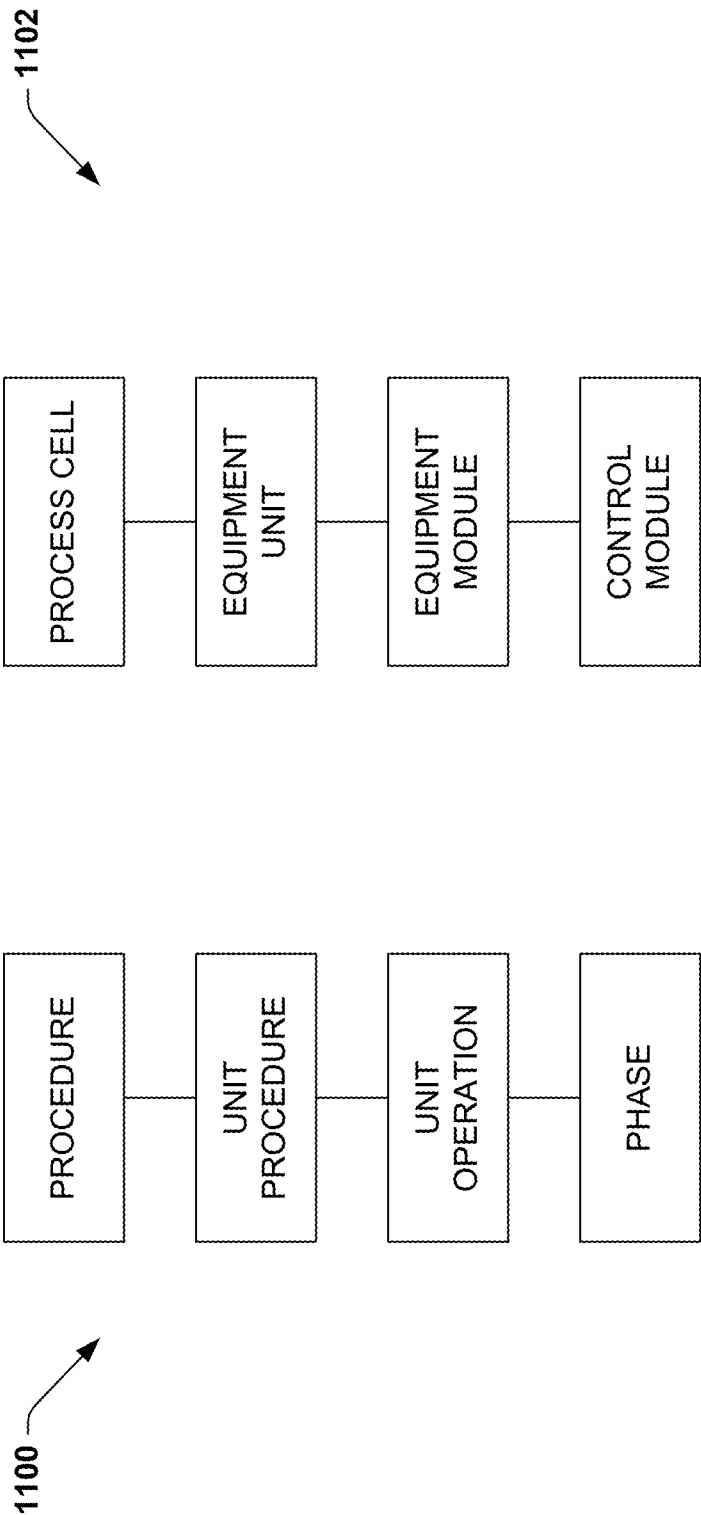 1100
PROCEDURE
UNIT
PROCEDURE
UNIT
OPERATION
PHASE
1102
PROCESS CELL
EQUIPMENT
UNIT
EQUIPMENT
MODULE
CONTROL
MODULE